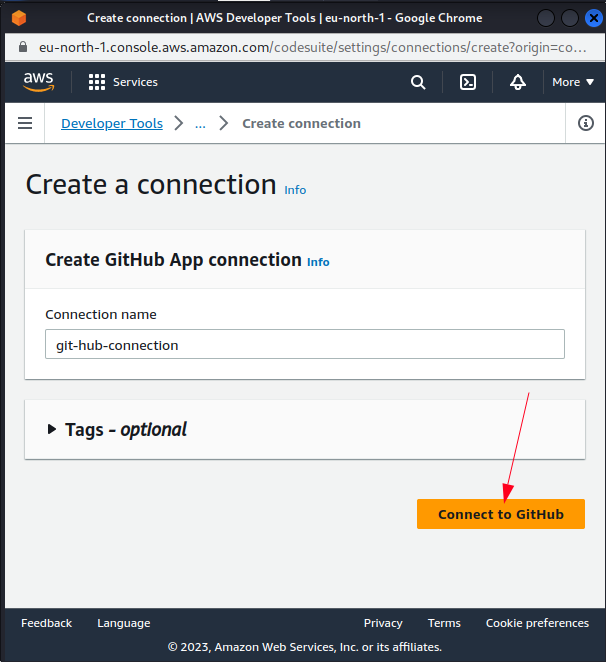 Create connection | AWS Developer Tools | eu-north-1 - Google Chrome
eu-north-1.console.aws.amazon.com/codesuite/settings/connections/create?origin=co...
aws Services More
Developer Tools ... Create connection
Create a connection Info
Create GitHub App connection Info
Connection name
git-hub-connection
Tags - optional
Connect to GitHub
Feedback Language Privacy Terms Cookie preferences
© 2023, Amazon Web Services, Inc. or its affiliates.